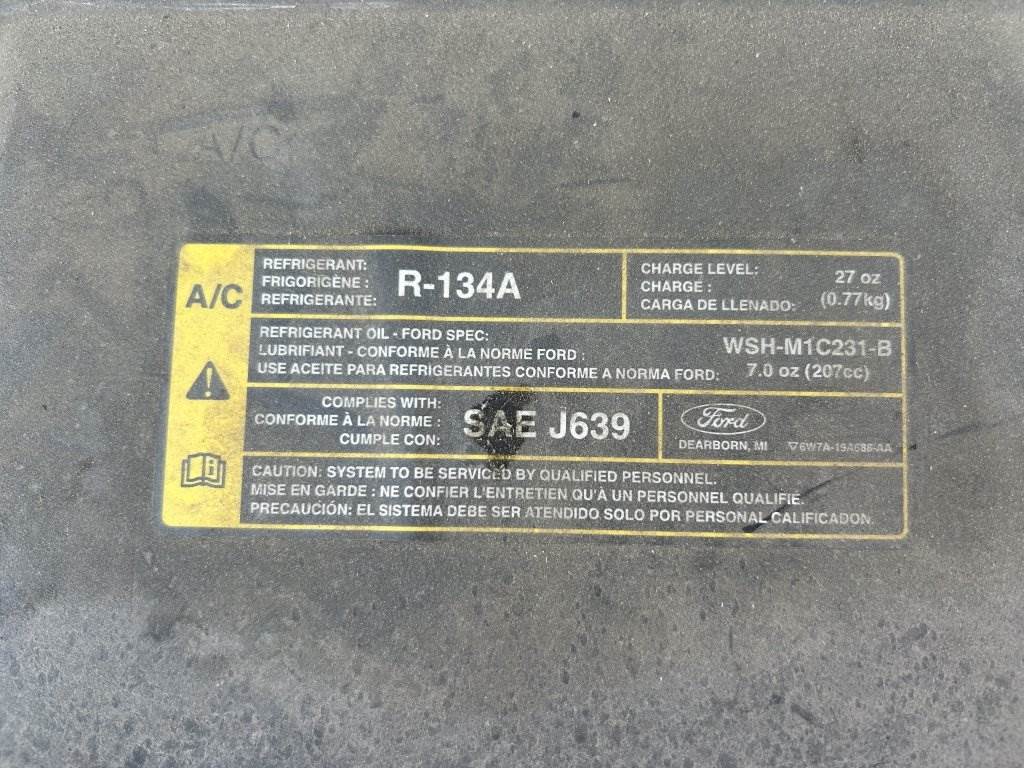 A/C
A/C
REFRIGERANT:
FRIGORIGÈNE :
REFRIGERANTE:
R-134A
CHARGE LEVEL:
CHARGE :
CARGA DE LLENADO:
27 oz
(0.77kg)
REFRIGERANT OIL - FORD SPEC:
LUBRIFIANT - CONFORME À LA NORME FORD :
USE ACEITE PARA REFRIGERANTES CONFORME A NORMA FORD:
WSH-M1C231-B
7.0 oz (207cc)
COMPLIES WITH:
CONFORME À LA NORME :
CUMPLE CON:
SAE J639
Ford
DEARBORN, MI
CAUTION: SYSTEM TO BE SERVICED BY QUALIFIED PERSONNEL.
MISE EN GARDE : NE CONFIER L'ENTRETIEN QU'À UN PERSONNEL QUALIFIÉ.
PRECAUCIÓN: EL SISTEMA DEBE SER ATENDIDO SOLO POR PERSONAL CALIFICADON.